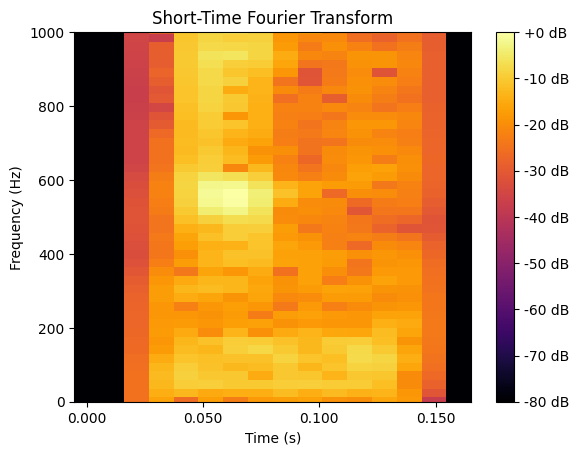 Short-Time Fourier Transform
1000
800
600
400
200
0
Frequency (Hz)
0.000
0.050
0.100
0.150
Time (s)
+0 dB
-10 dB
-20 dB
-30 dB
-40 dB
-50 dB
-60 dB
-70 dB
-80 dB